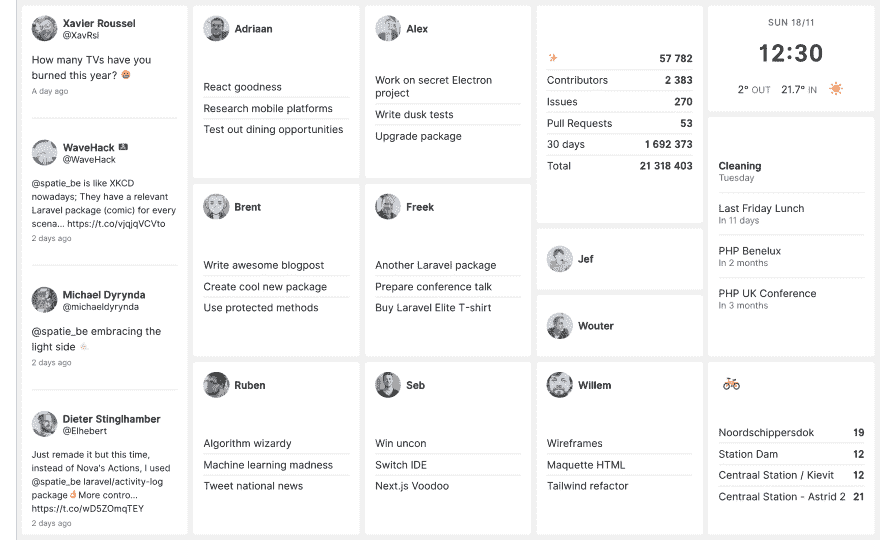 Xavier Roussel
@XavRsi
How many TVs have you
burned this year? 🍪
A day ago
WaveHack
@WaveHack
@spatie_be is like XKCD
nowadays; They have a relevant
Laravel package (comic) for every
scena... https://t.co/vjqjqVCVto
2 days ago
Michael Dyrynda
@michaeldyrynda
@spatie_be embracing the
light side
2 days ago
Dieter Stinglhamber
@Elhebert
Just remade it but this time,
instead of Nova's Actions, I used
@spatie_be laravel/activity-log
package👌More contro...
https://t.co/wD5ZOmqTEY
2 days ago
Adriaan
React goodness
Research mobile platforms
Test out dining opportunities
Brent
Write awesome blogpost
Create cool new package
Use protected methods
Ruben
Algorithm wizardy
Machine learning madness
Tweet national news
Alex
Work on secret Electron
project
Write dusk tests
Upgrade package
Freek
Another Laravel package
Prepare conference talk
Buy Laravel Elite T-shirt
Seb
Win uncon
Switch IDE
Next.js Voodoo
✨ 57 782
Contributors 2 383
Issues 270
Pull Requests 53
30 days 1 692 373
Total 21 318 403
Jef
Wouter
Willem
Wireframes
Maquette HTML
Tailwind refactor
SUN 18/11
12:30
2° OUT 21.7° IN
Cleaning
Tuesday
Last Friday Lunch
In 11 days
PHP Benelux
In 2 months
PHP UK Conference
In 3 months
Noordschippersdok 19
Station Dam 12
Centraal Station / Kievit 12
Centraal Station - Astrid 2 21